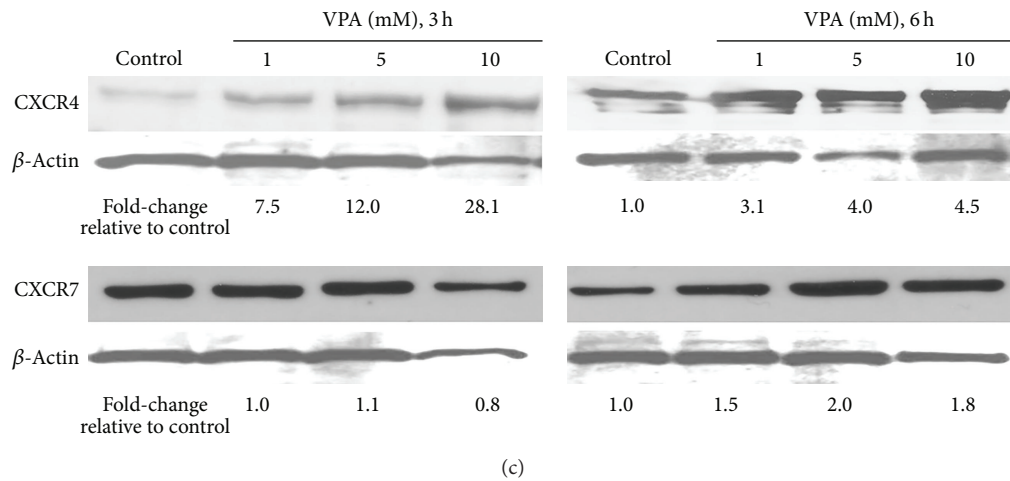 VPA (mM), 3 h VPA (mM), 6 h
Control 1 5 10 Control 1 5 10
CXCR4
β-Actin
Fold-change 7.5 12.0 28.1 1.0 3.1 4.0 4.5
relative to control
CXCR7
β-Actin
Fold-change 1.0 1.1 0.8 1.0 1.5 2.0 1.8
relative to control
(c)